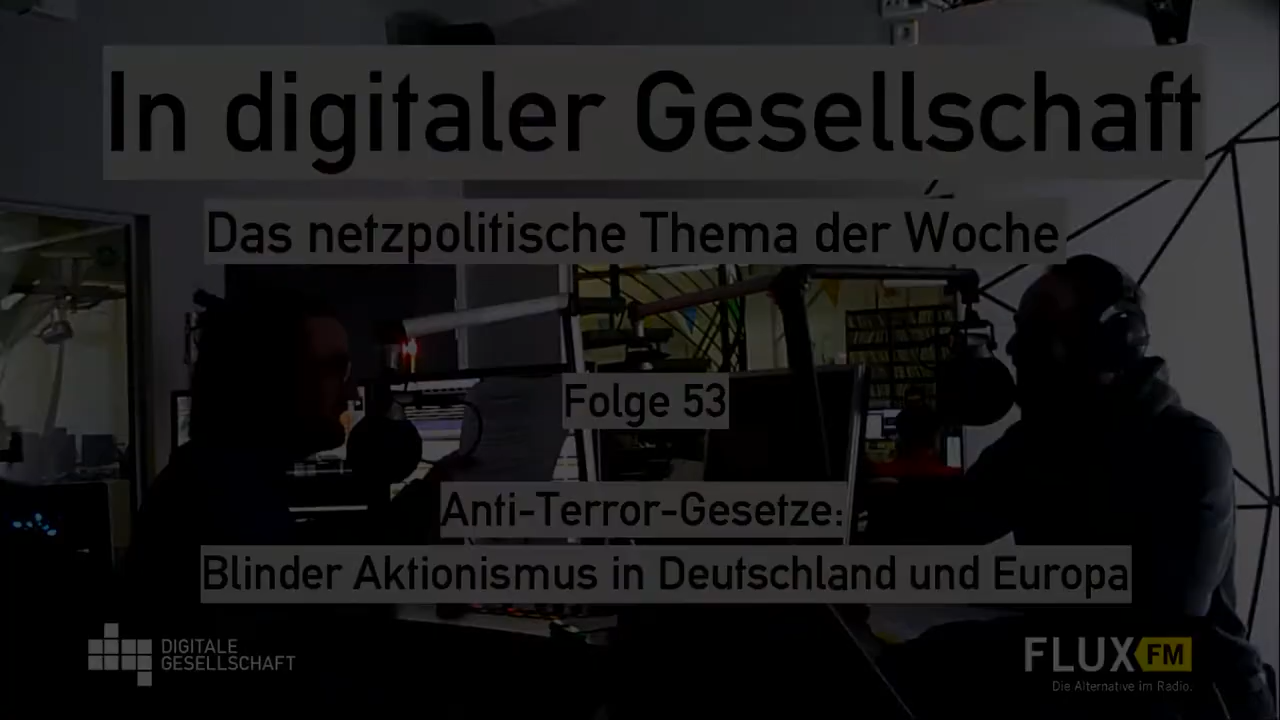 In digitaler Gesellschaft
Das netzpolitische Thema der Woche
Folge 53
Anti-Terror-Gesetze:
Blinder Aktionismus in Deutschland und Europa
DIGITALE
GESELLSCHAFT
FLUX FM
Die Alternative im Radio.